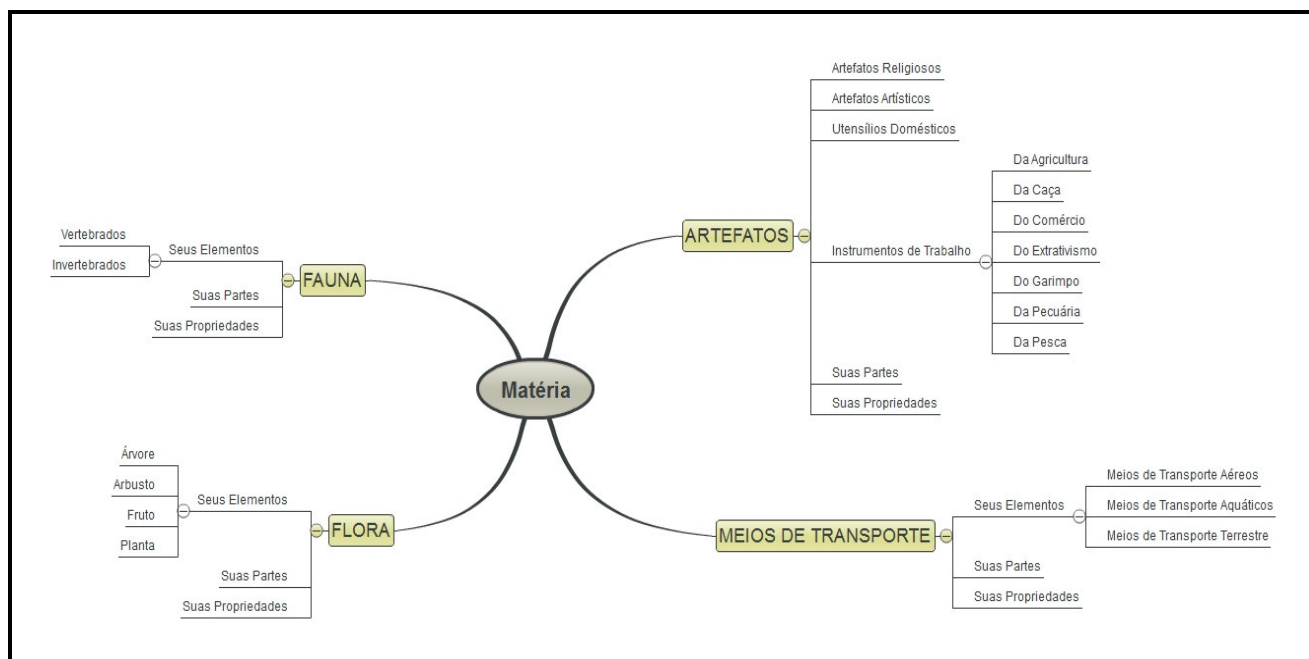 Matéria
ARTEFATOS
Artefatos Religiosos
Artefatos Artísticos
Utensílios Domésticos
Instrumentos de Trabalho
Da Agricultura
Da Caça
Do Comércio
Do Extrativismo
Do Garimpo
Da Pecuária
Da Pesca
Suas Partes
Suas Propriedades
MEIOS DE TRANSPORTE
Seus Elementos
Meios de Transporte Aéreos
Meios de Transporte Aquáticos
Meios de Transporte Terrestre
Suas Partes
Suas Propriedades
FAUNA
Seus Elementos
Vertebrados
Invertebrados
Suas Partes
Suas Propriedades
FLORA
Seus Elementos
Árvore
Arbusto
Fruto
Planta
Suas Partes
Suas Propriedades